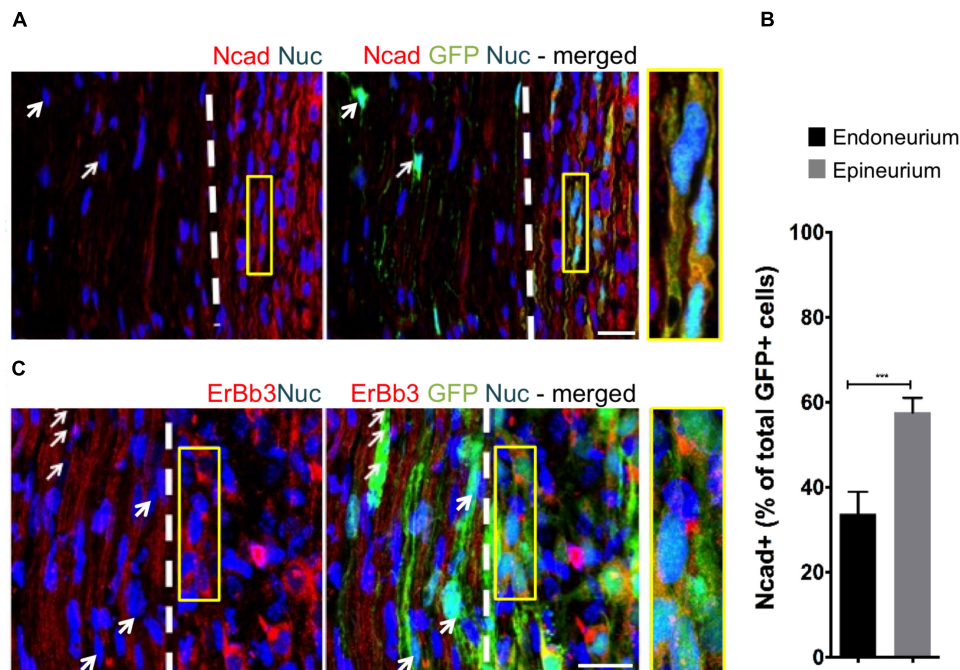 A
B
Ncad Nuc
Ncad GFP Nuc - merged
Endoneurium
Epineurium
Ncad+ (% of total GFP+ cells)
100
80
60
40
20
0
***
C
ErBb3Nuc
ErBb3 GFP Nuc - merged